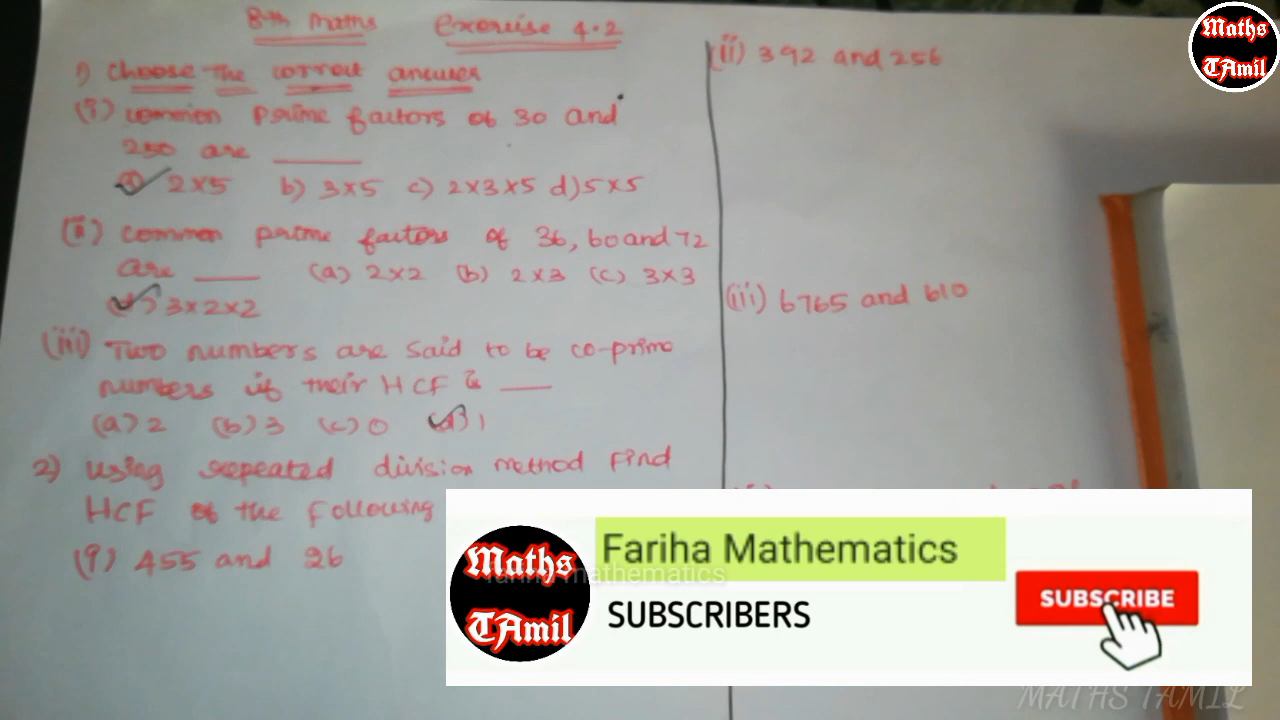 8th Maths Exercise 4.2
1) Choose the correct answer
(i) common prime factors of 30 and
250 are ______
a) 2×5 b) 3×5 c) 2×3×5 d) 5×5
(ii) common prime factors of 36, 60 and 72
are ____ (a) 2×2 (b) 2×3 (c) 3×3
(d) 3×2×2
(iii) Two numbers are said to be co-prime
numbers if their HCF is ____
(a) 2 (b) 3 (c) 0 (d) 1
2) Using repeated division method find
HCF of the following
(i) 455 and 26
(ii) 392 and 256
(iii) 6765 and 610
Maths
TAmil
Maths
TAmil
Fariha Mathematics
SUBSCRIBERS
SUBSCRIBE
MATHS TAMIL